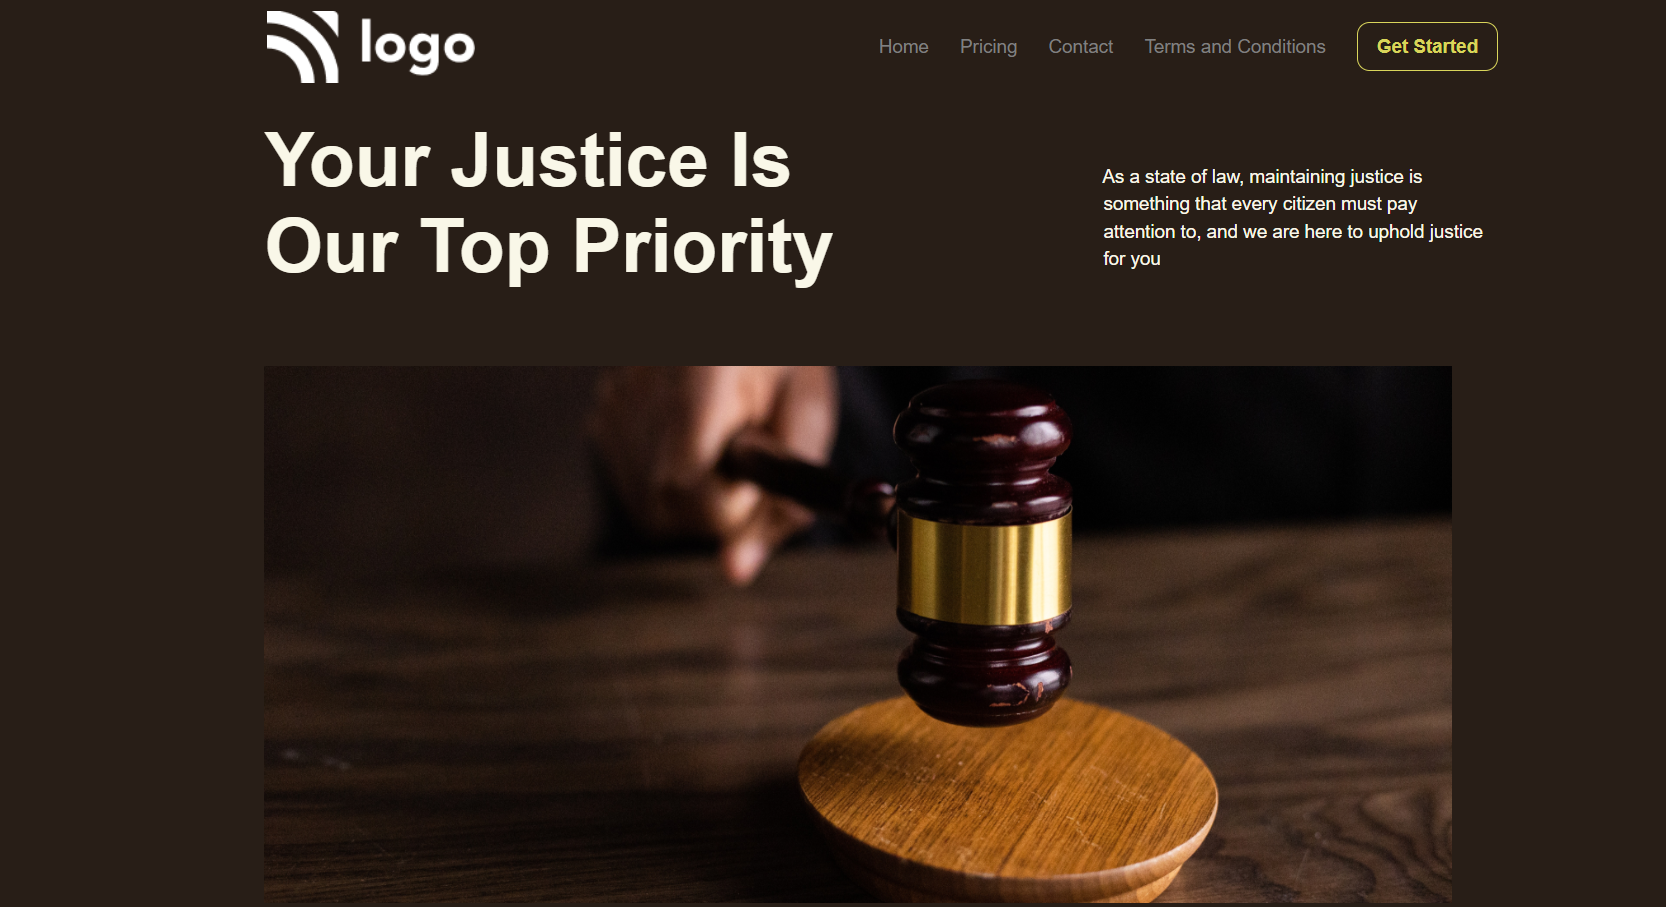 logo
Home
Pricing
Contact
Terms and Conditions
Get Started
Your Justice Is
Our Top Priority
As a state of law, maintaining justice is
something that every citizen must pay
attention to, and we are here to uphold justice
for you